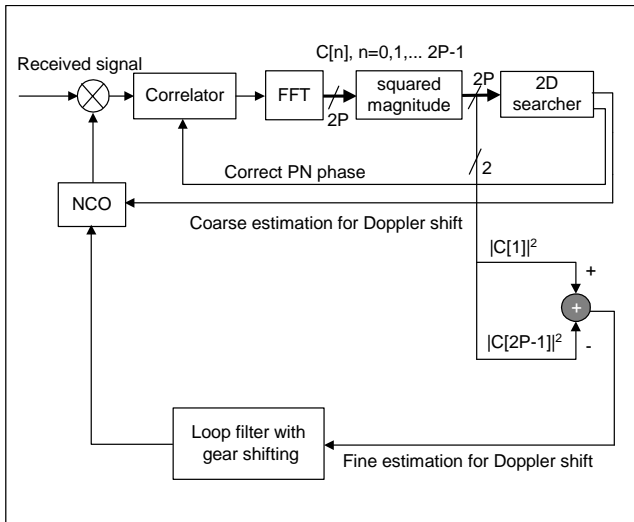 C[n], n=0,1,... 2P-1
Received signal
Correlator
FFT
2P
squared
magnitude
2P
2D
searcher
2
Correct PN phase
NCO
Coarse estimation for Doppler shift
|C[1]|²
+
+
|C[2P-1]|²
-
Loop filter with
gear shifting
Fine estimation for Doppler shift